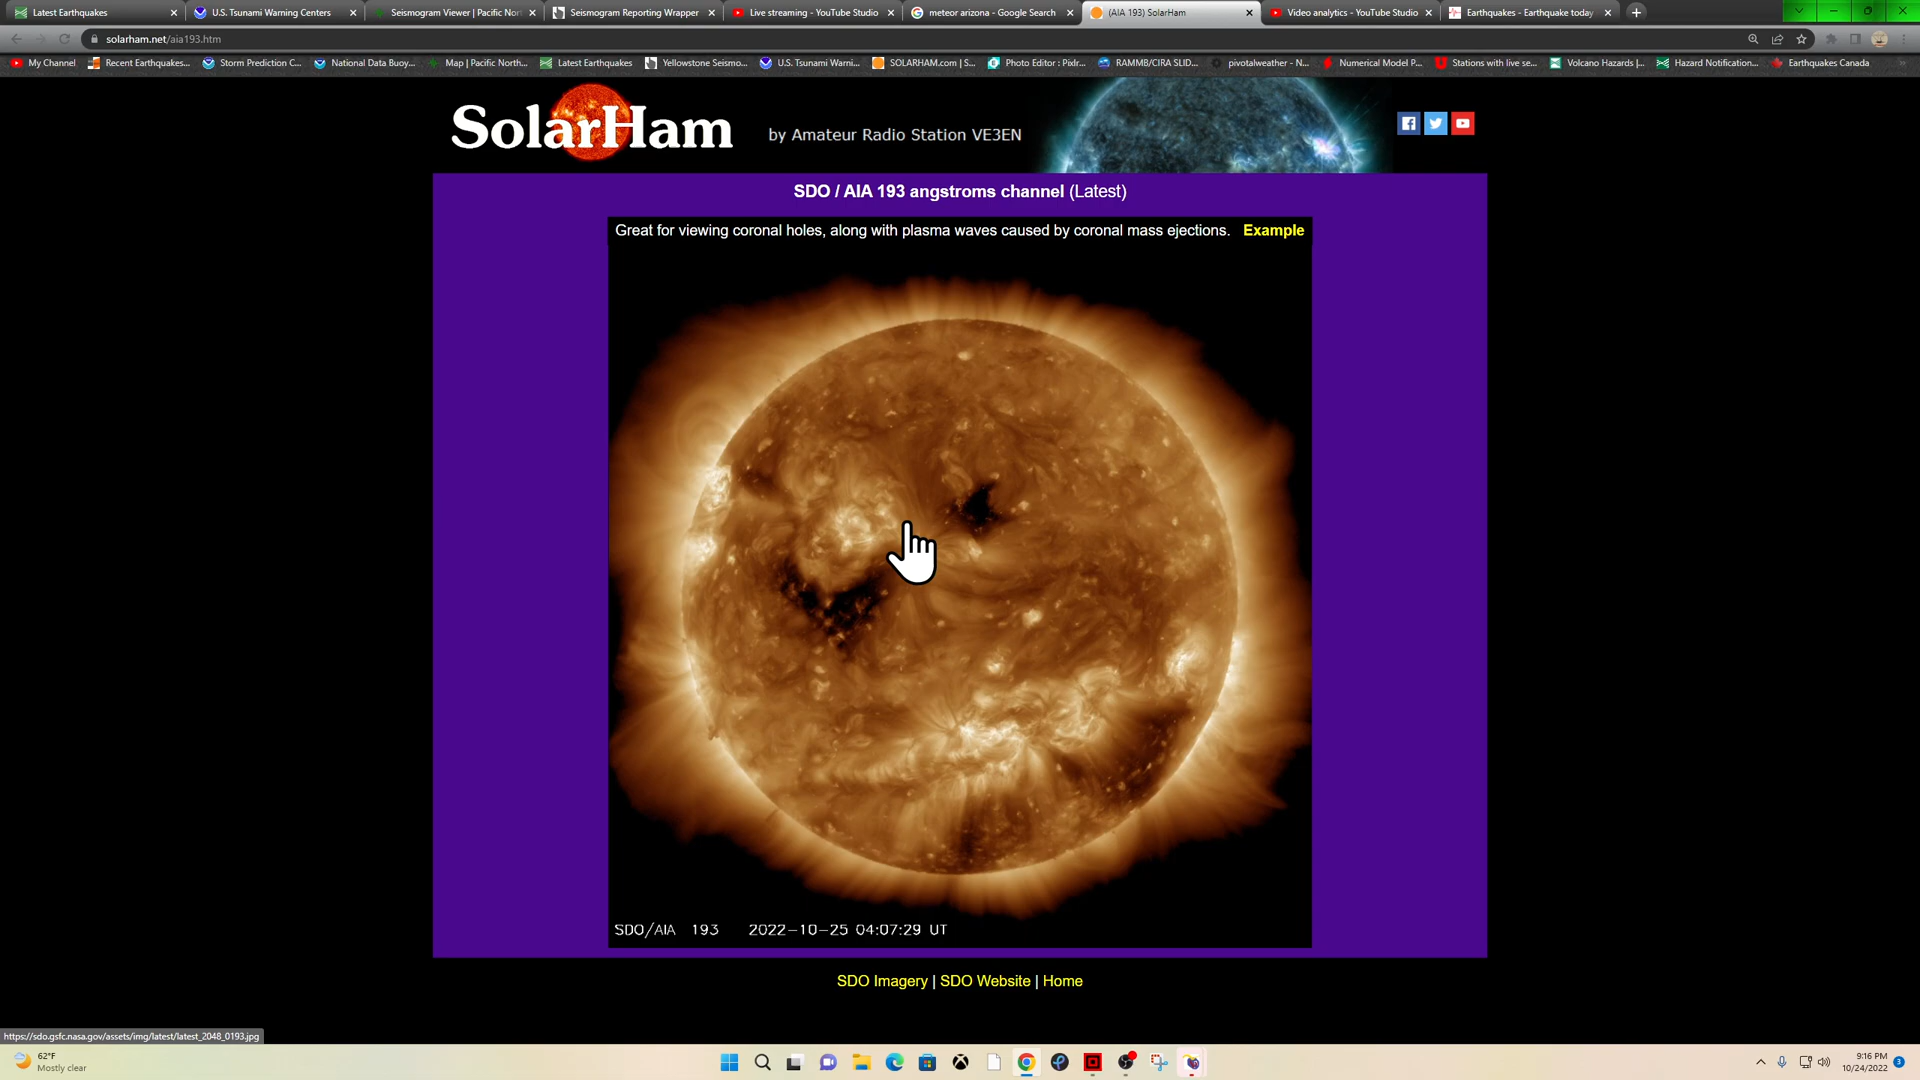 Latest Earthquakes
U.S. Tsunami Warning Centers
Seismogram Viewer | Pacific Nor
Seismogram Reporting Wrapper
Live streaming - YouTube Studio
meteor arizona - Google Search
(AIA 193) SolarHam
Video analytics - YouTube Studio
Earthquakes - Earthquake today
solarham.net/aia193.htm
My Channel
Recent Earthquakes...
Storm Prediction C...
National Data Buoy...
Map | Pacific North...
Latest Earthquakes
Yellowstone Seismo...
U.S. Tsunami Warni...
SOLARHAM.com | S...
Photo Editor : Pixlr...
RAMMB/CIRA SLID...
pivotalweather - N...
Numerical Model P...
Stations with live se...
Volcano Hazards |...
Hazard Notification...
Earthquakes Canada
SolarHam
by Amateur Radio Station VE3EN
SDO / AIA 193 angstroms channel (Latest)
Great for viewing coronal holes, along with plasma waves caused by coronal mass ejections. Example
SDO/AIA 193 2022-10-25 04:07:29 UT
SDO Imagery | SDO Website | Home
https://sdo.gsfc.nasa.gov/assets/img/latest/latest_2048_0193.jpg
62°F
Mostly clear
9:16 PM
10/24/2022
3